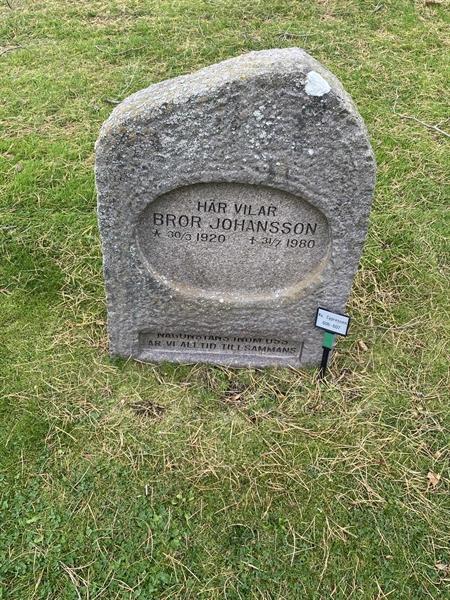 HÄR VILAR
BROR JOHANSSON
* 30/3 1920 † 31/7 1980
NÅGONSTANS INOM OSS
ÄR VI ALLTID TILLSAMMANS